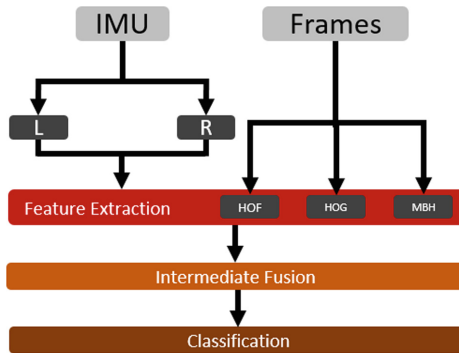 IMU
Frames
L
R
Feature Extraction
HOF
HOG
MBH
Intermediate Fusion
Classification